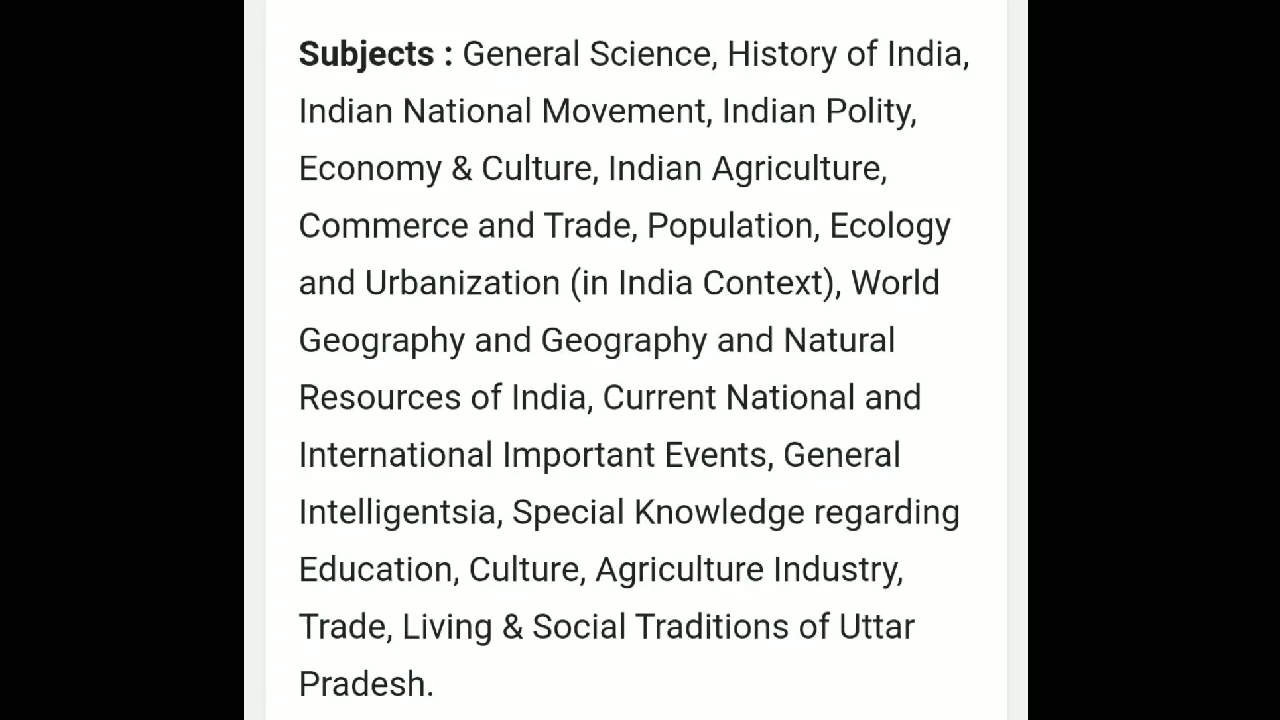 Subjects : General Science, History of India,
Indian National Movement, Indian Polity,
Economy & Culture, Indian Agriculture,
Commerce and Trade, Population, Ecology
and Urbanization (in India Context), World
Geography and Geography and Natural
Resources of India, Current National and
International Important Events, General
Intelligentsia, Special Knowledge regarding
Education, Culture, Agriculture Industry,
Trade, Living & Social Traditions of Uttar
Pradesh.